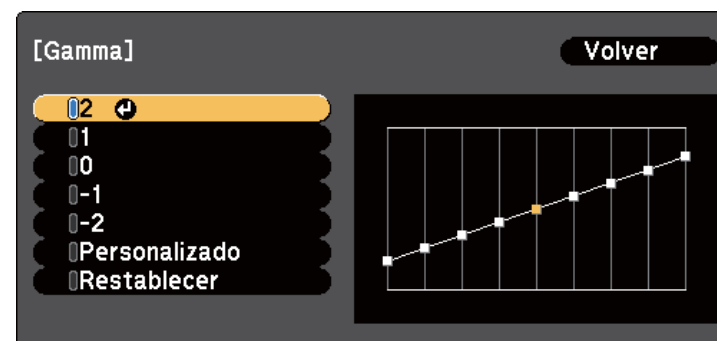 [Gamma]
Volver
2
1
0
-1
-2
Personalizado
Restablecer